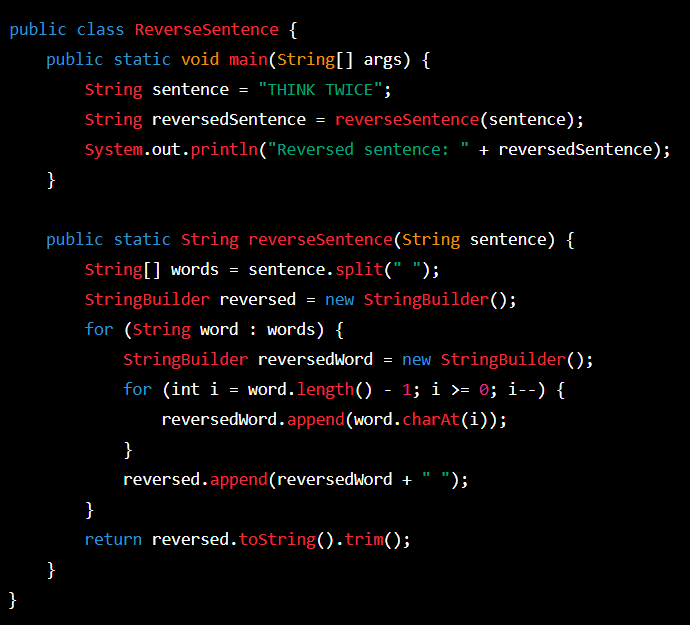 public class ReverseSentence {
    public static void main(String[] args) {
        String sentence = "THINK TWICE";
        String reversedSentence = reverseSentence(sentence);
        System.out.println("Reversed sentence: " + reversedSentence);
    }

    public static String reverseSentence(String sentence) {
        String[] words = sentence.split(" ");
        StringBuilder reversed = new StringBuilder();
        for (String word : words) {
            StringBuilder reversedWord = new StringBuilder();
            for (int i = word.length() - 1; i >= 0; i--) {
                reversedWord.append(word.charAt(i));
            }
            reversed.append(reversedWord + " ");
        }
        return reversed.toString().trim();
    }
}